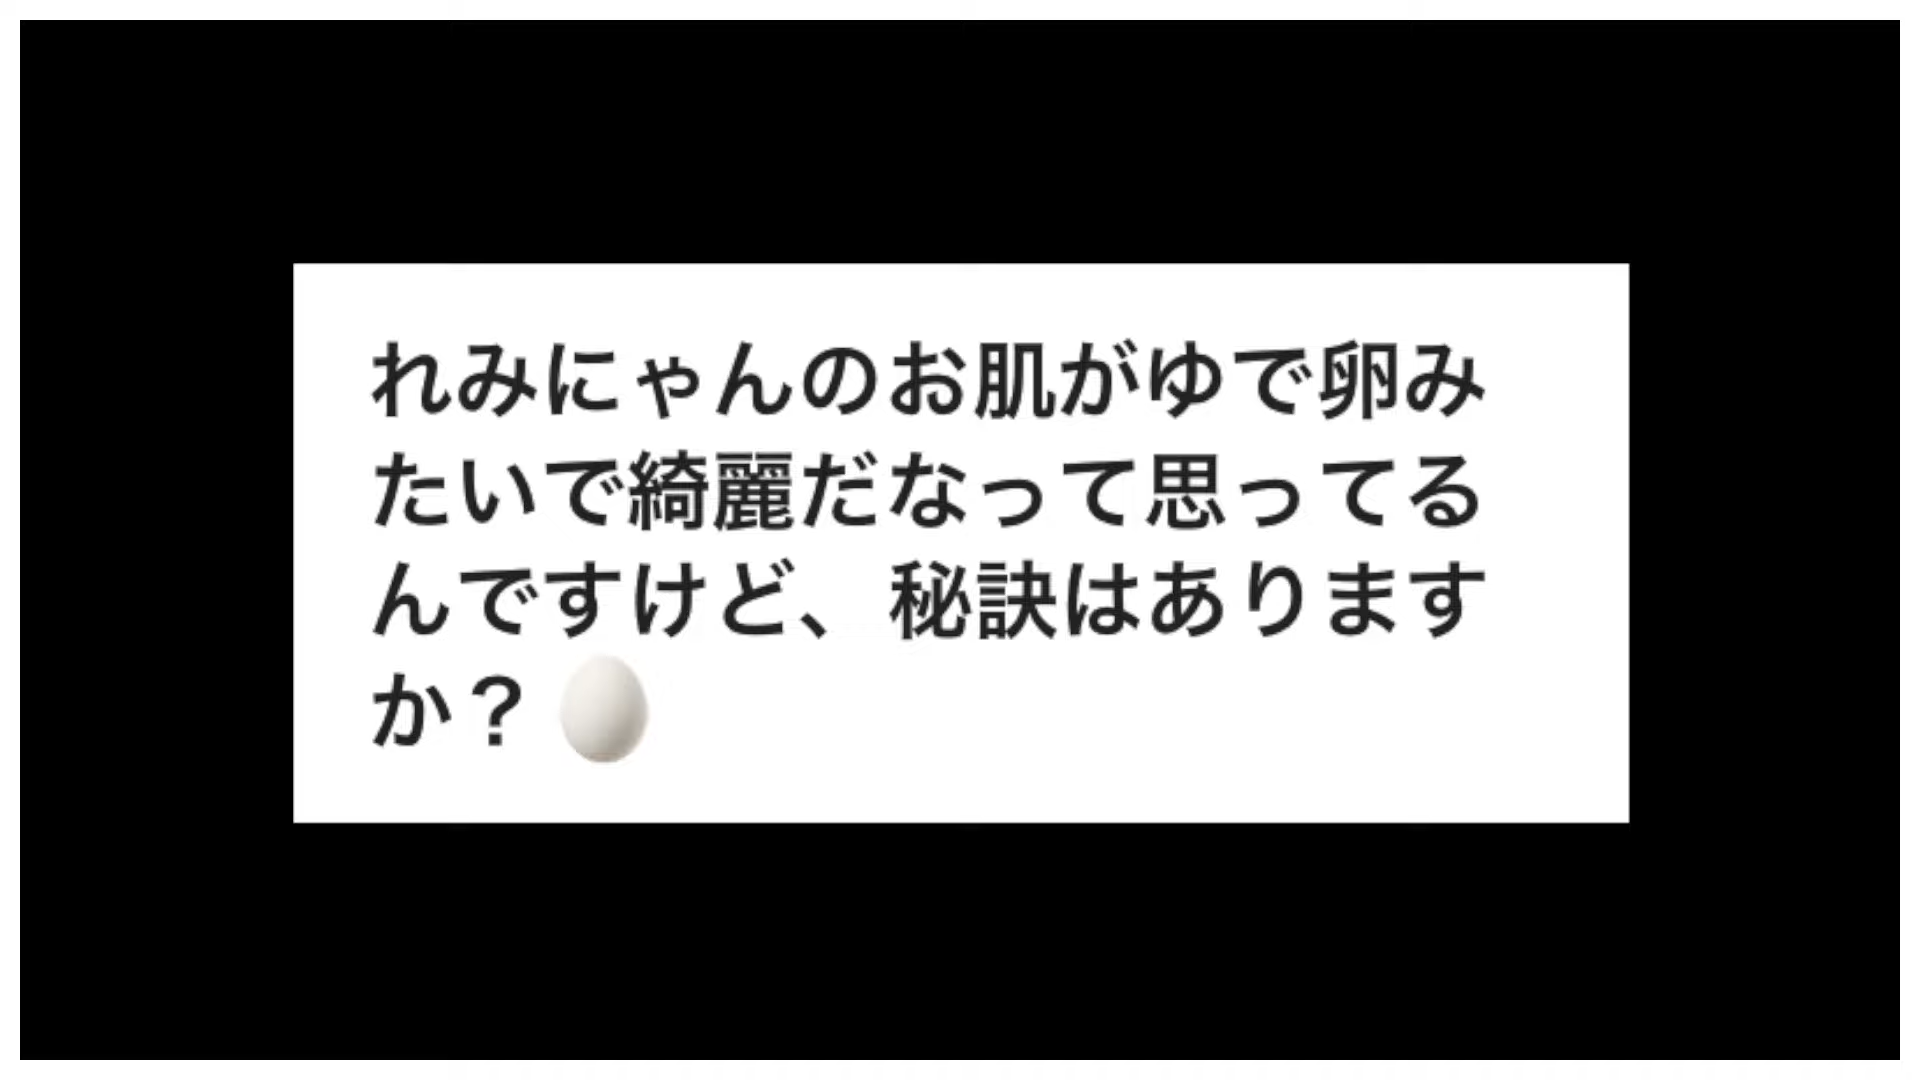 れみにゃんのお肌がゆで卵み
たいで綺麗だなって思ってる
んですけど、秘訣はあります
か？🥚